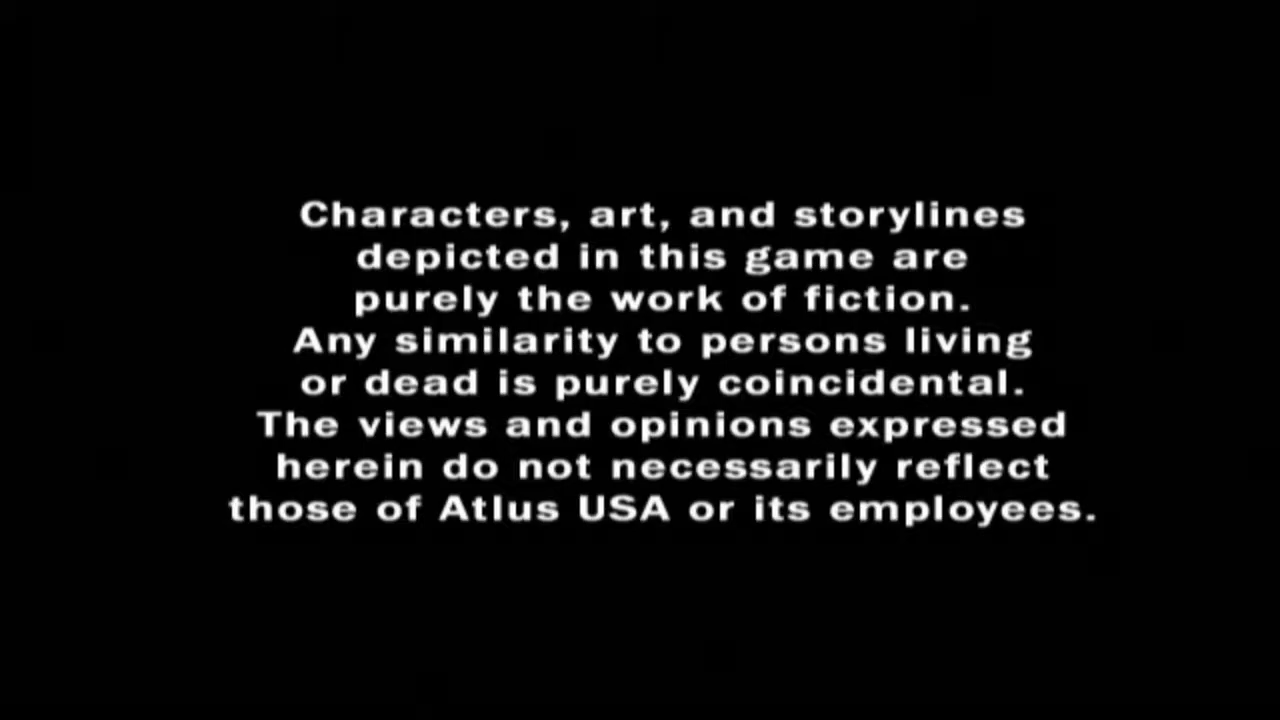 Characters, art, and storylines
depicted in this game are
purely the work of fiction.
Any similarity to persons living
or dead is purely coincidental.
The views and opinions expressed
herein do not necessarily reflect
those of Atlus USA or its employees.